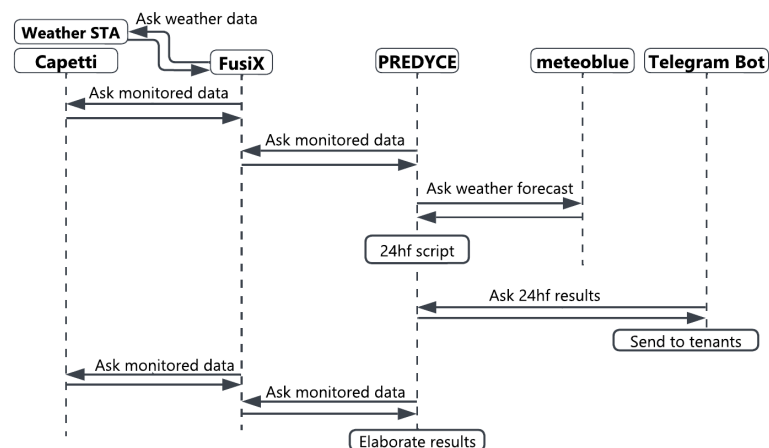 Ask weather data
Weather STA
Capetti
FusiX
PREDYCE
meteoblue
Telegram Bot
Ask monitored data
Ask monitored data
Ask weather forecast
24hf script
Ask 24hf results
Send to tenants
Ask monitored data
Ask monitored data
Elaborate results